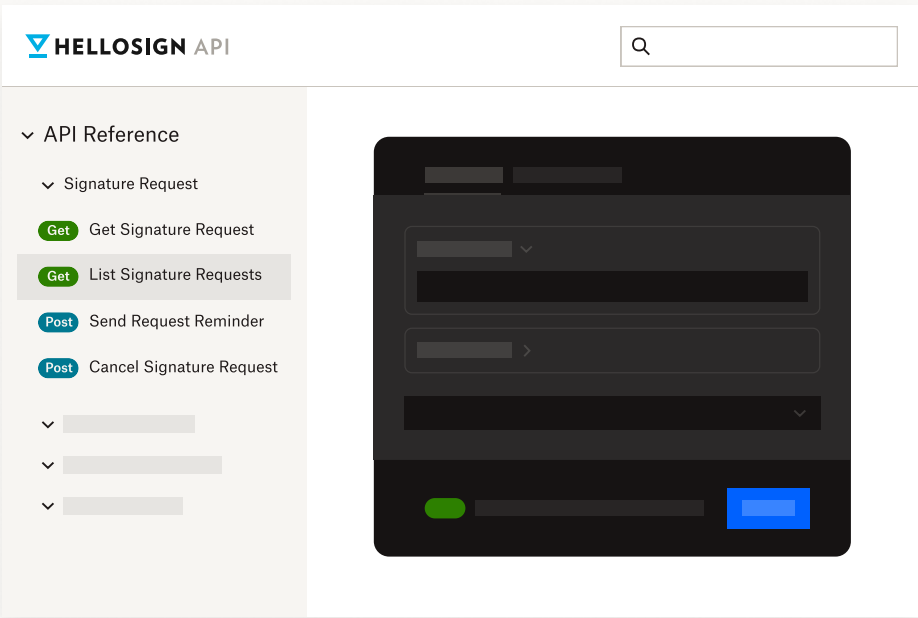 HELLOSIGN API
API Reference
Signature Request
Get Get Signature Request
Get List Signature Requests
Post Send Request Reminder
Post Cancel Signature Request